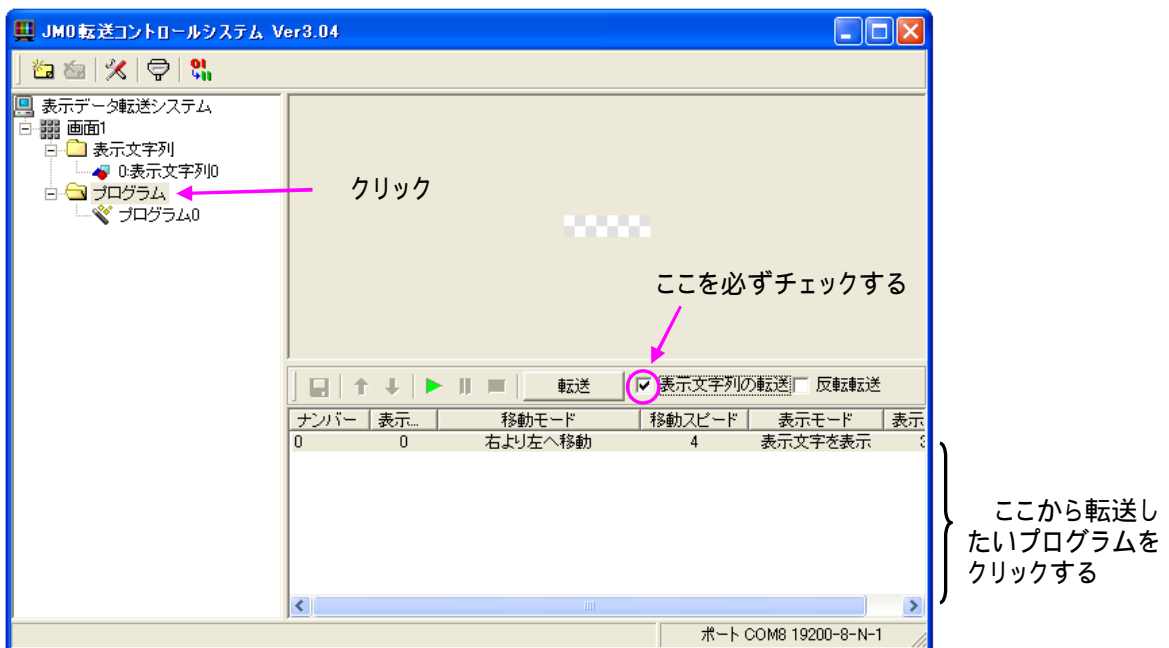 JM0転送コントロールシステム Ver3.04
表示データ転送システム
画面1
表示文字列
0:表示文字列0
プログラム
プログラム0
クリック
ここを必ずチェックする
転送
表示文字列の転送
反転転送
ナンバー 表示... 移動モード 移動スピード 表示モード 表示
0 0 右より左へ移動 4 表示文字を表示
ここから転送し
たいプログラムを
クリックする
ポート COM8 19200-8-N-1